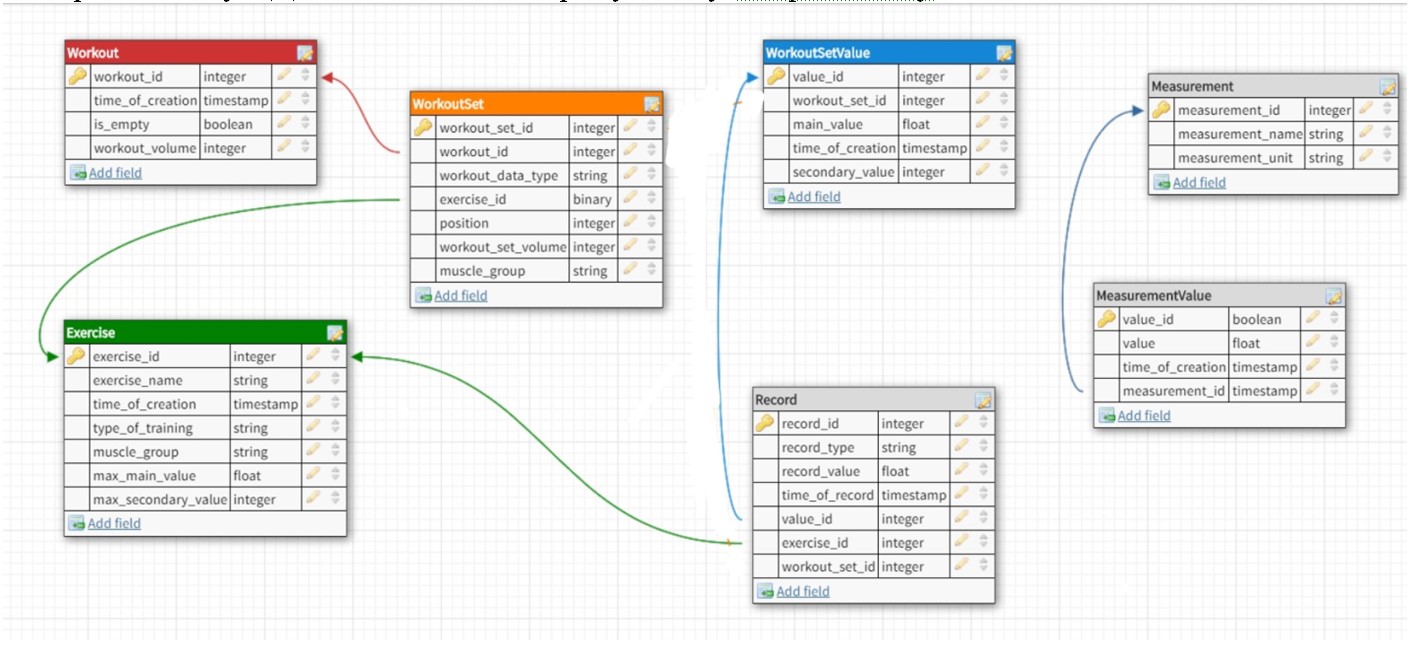 Workout
workout_id integer
time_of_creation timestamp
is_empty boolean
workout_volume integer
Add field
WorkoutSet
workout_set_id integer
workout_id integer
workout_data_type string
exercise_id binary
position integer
workout_set_volume integer
muscle_group string
Add field
WorkoutSetValue
value_id integer
workout_set_id integer
main_value float
time_of_creation timestamp
secondary_value integer
Add field
Measurement
measurement_id integer
measurement_name string
measurement_unit string
Add field
Exercise
exercise_id integer
exercise_name string
time_of_creation timestamp
type_of_training string
muscle_group string
max_main_value float
max_secondary_value integer
Add field
Record
record_id integer
record_type string
record_value float
time_of_record timestamp
value_id integer
exercise_id integer
workout_set_id integer
Add field
MeasurementValue
value_id boolean
value float
time_of_creation timestamp
measurement_id timestamp
Add field